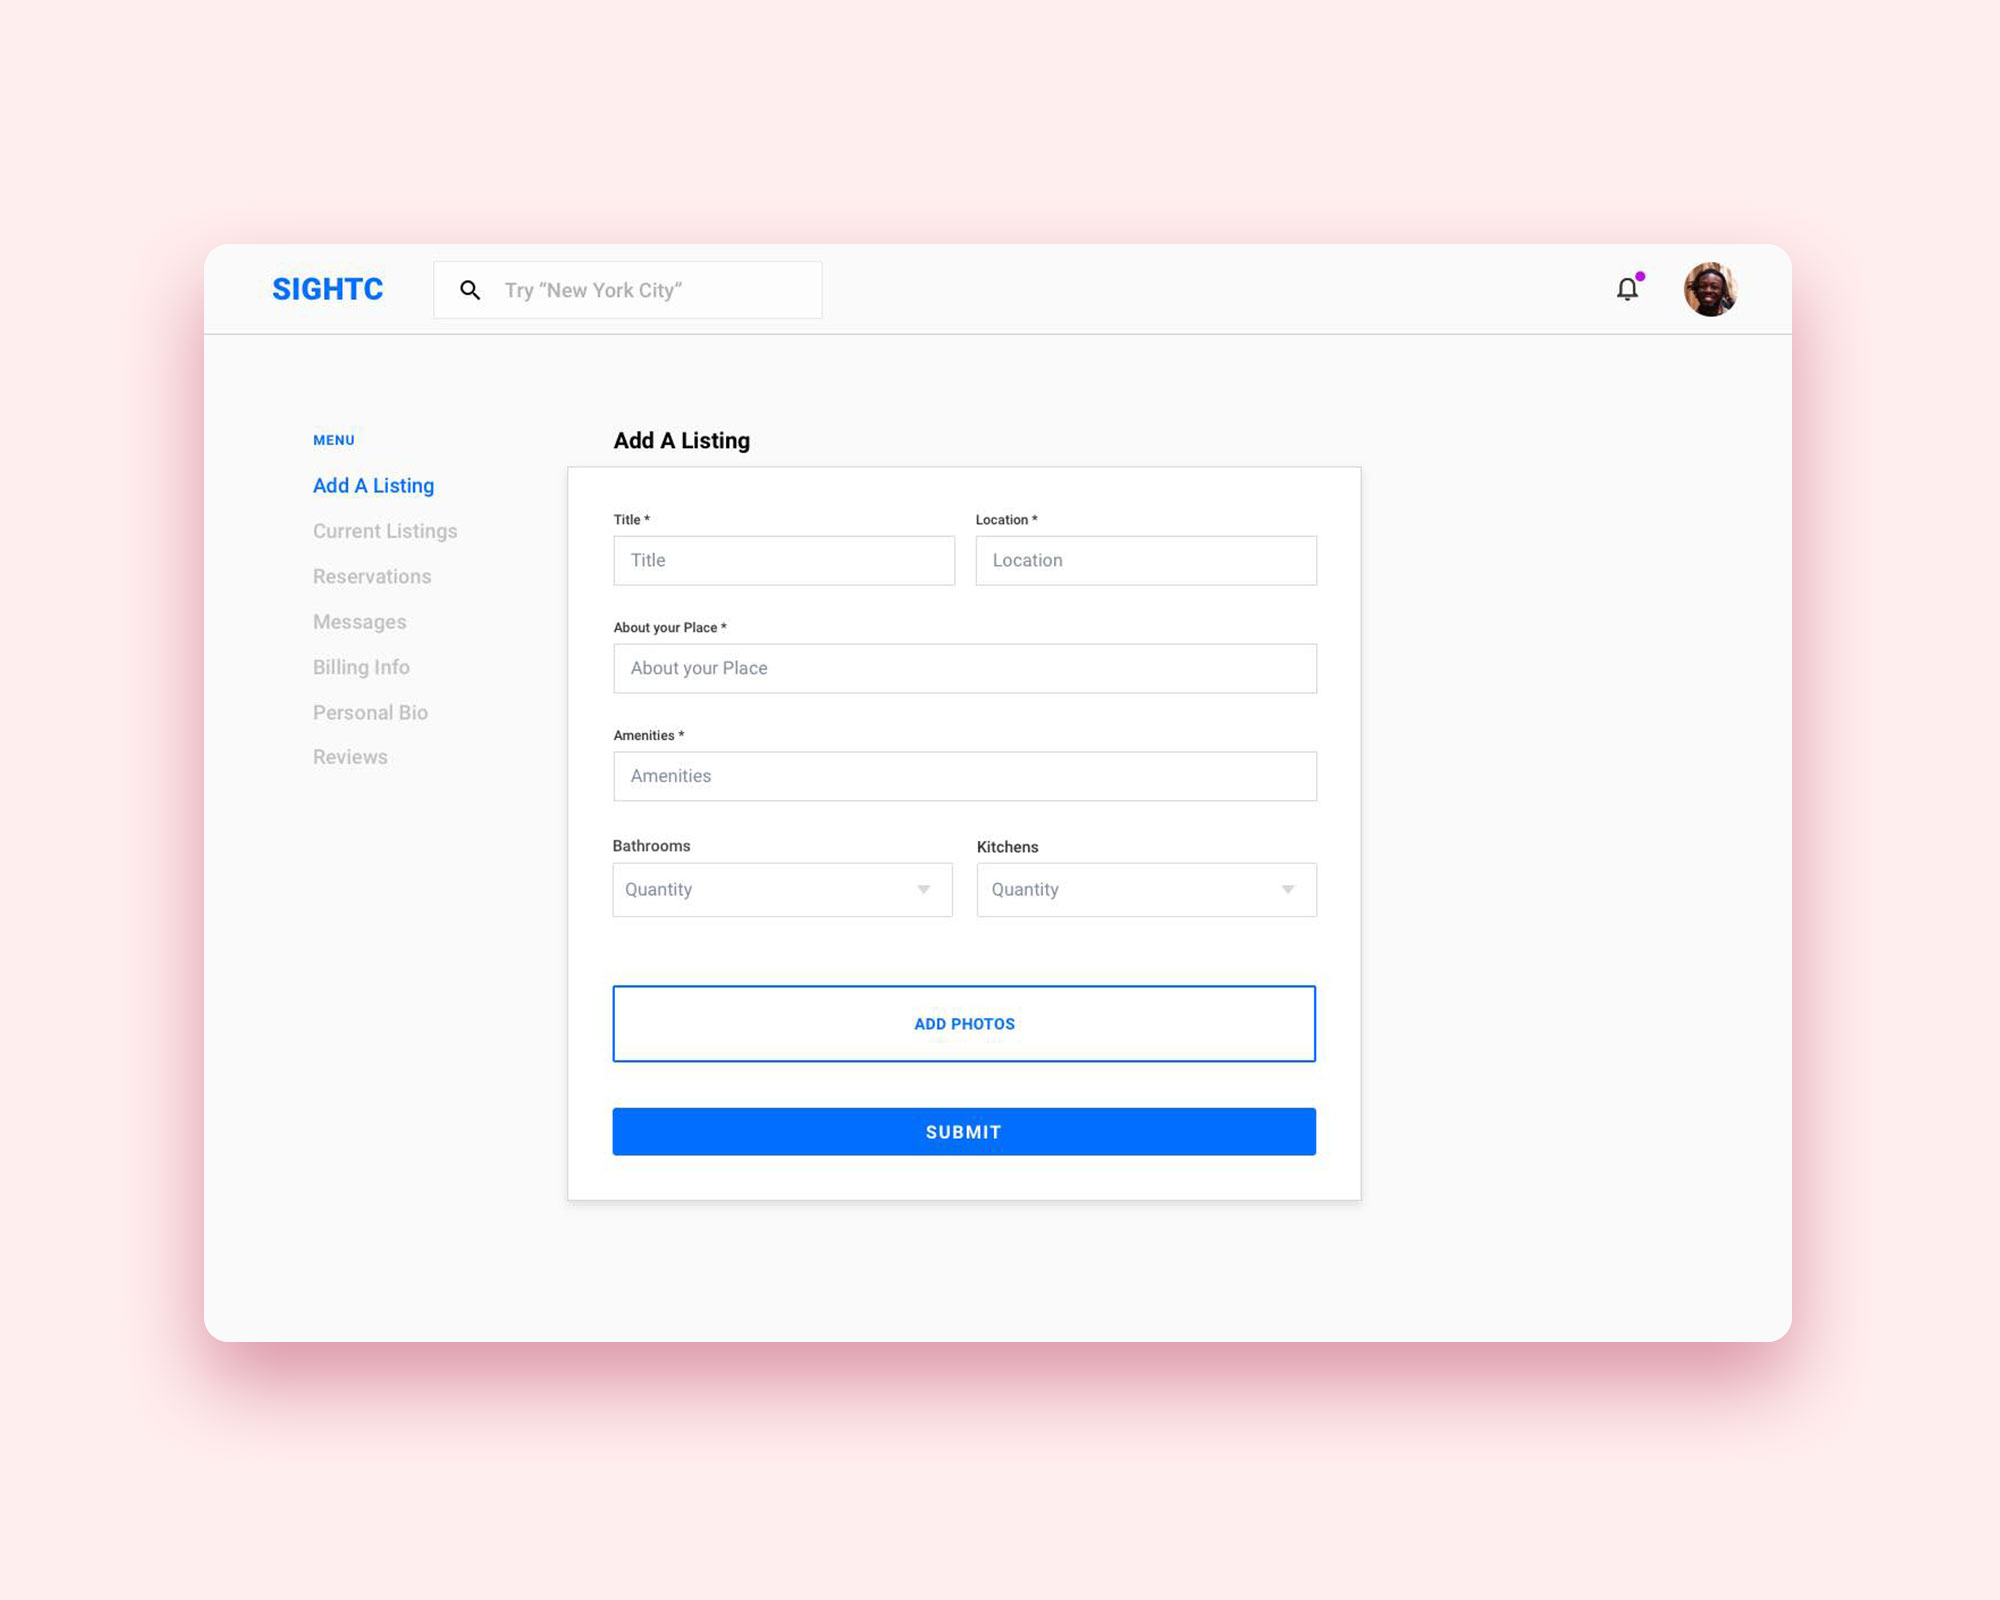 SIGHTC
Try “New York City”
MENU
Add A Listing
Current Listings
Reservations
Messages
Billing Info
Personal Bio
Reviews
Add A Listing
Title * Location *
Title Location
About your Place *
About your Place
Amenities *
Amenities
Bathrooms Kitchens
Quantity Quantity
ADD PHOTOS
SUBMIT